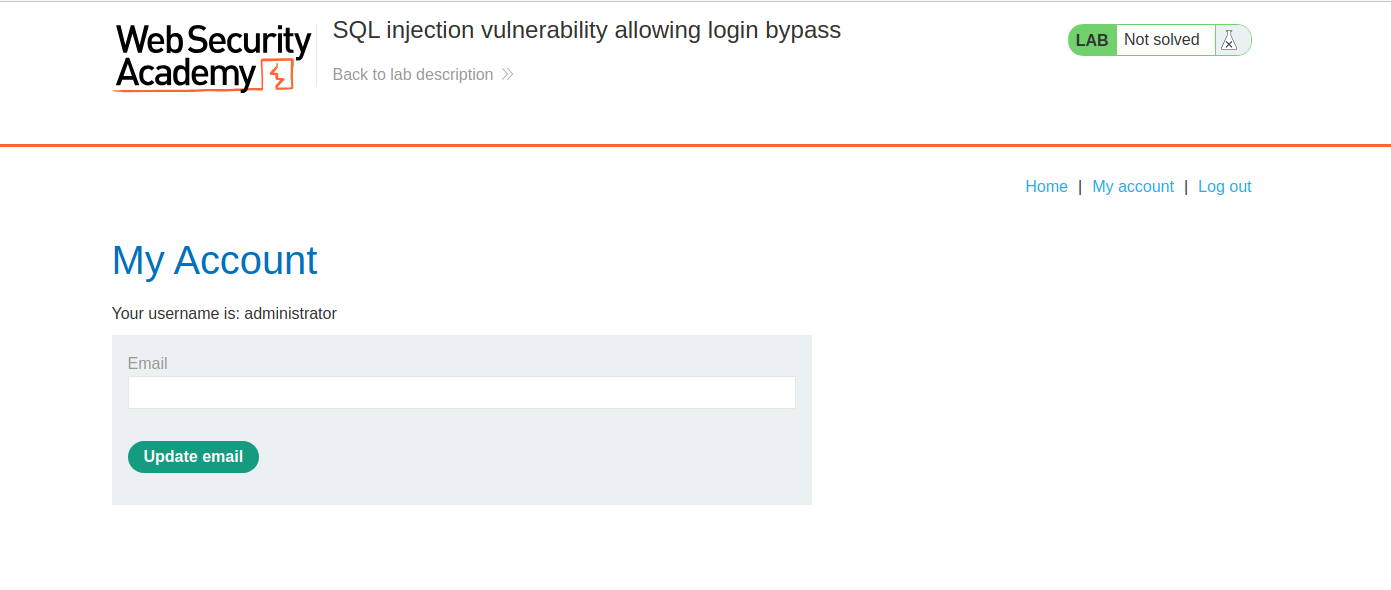 Web Security
Academy
SQL injection vulnerability allowing login bypass
Back to lab description
LAB Not solved
Home | My account | Log out
My Account
Your username is: administrator
Email
Update email